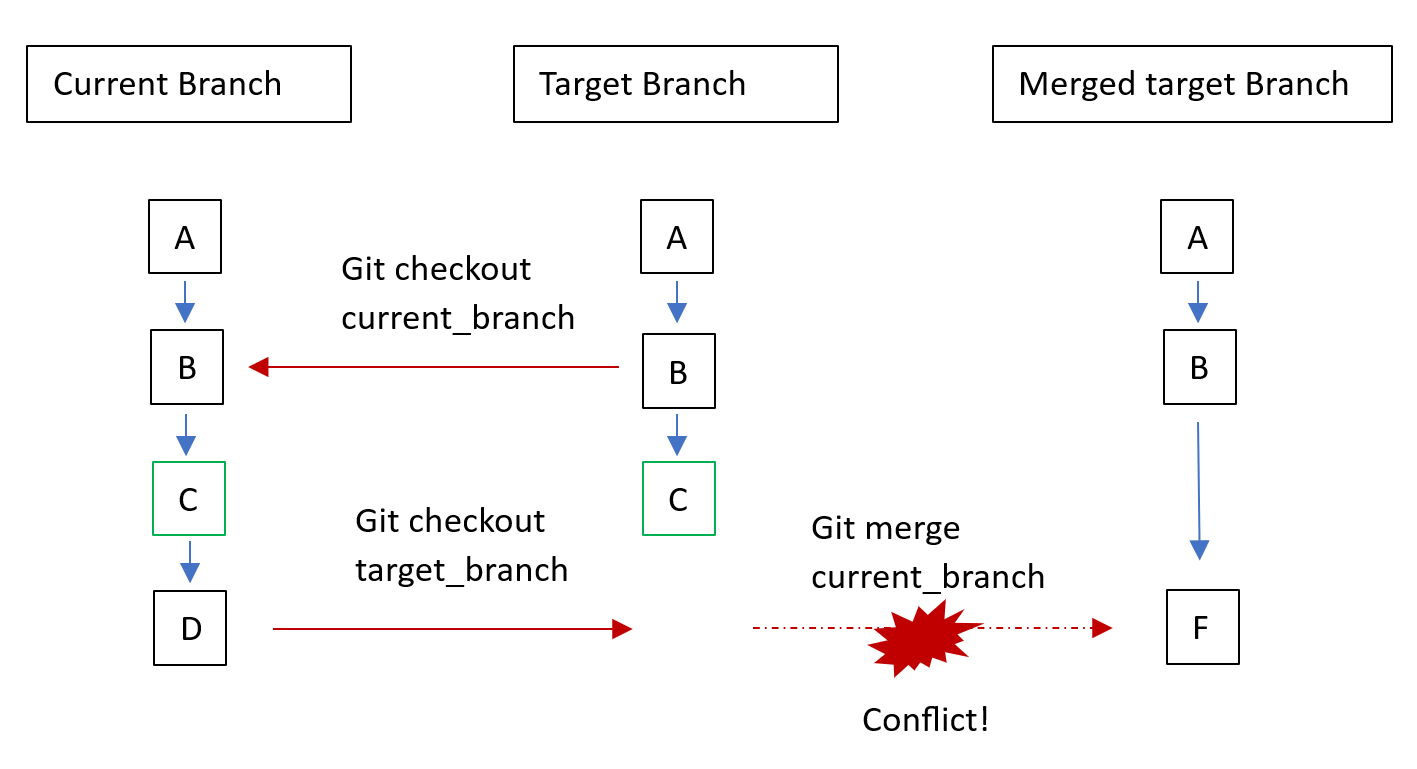 Current Branch
Target Branch
Merged target Branch
A
A
A
Git checkout
current_branch
B
B
B
C
C
Git checkout
target_branch
Git merge
current_branch
D
F
Conflict!